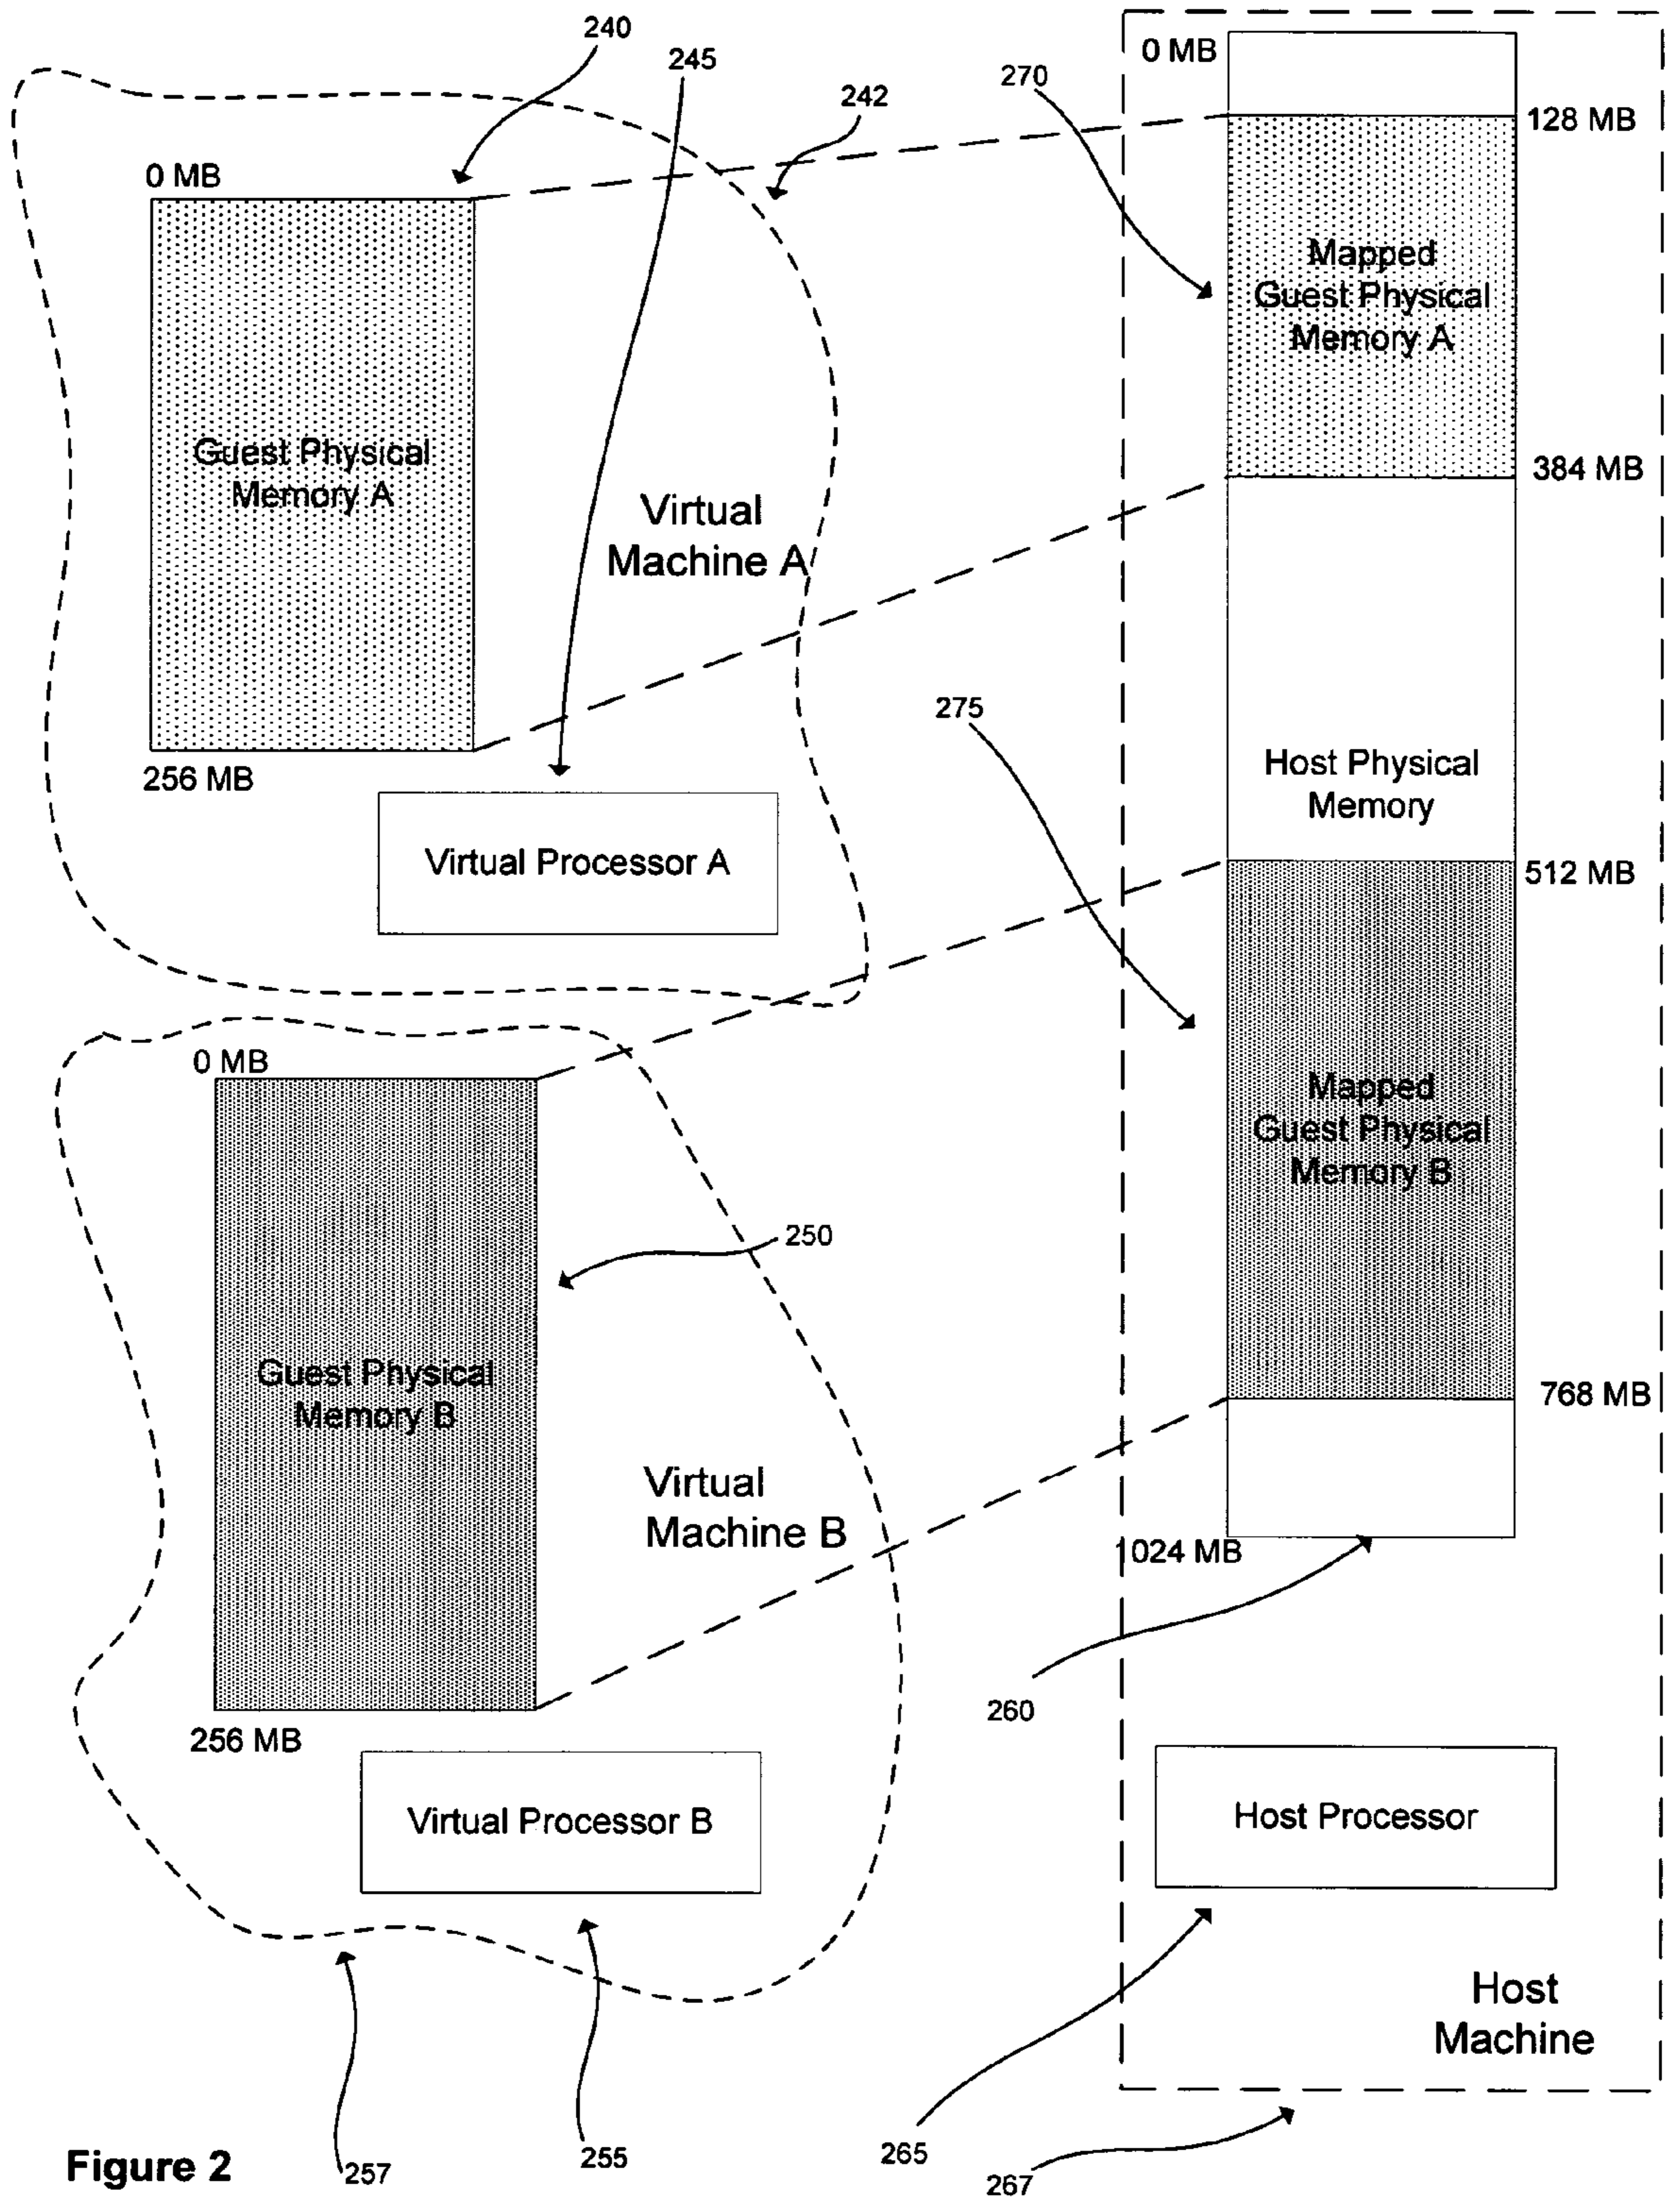 240
245
242
270
0 MB
128 MB
0 MB
Mapped
Guest Physical
Memory A
Guest Physical
Memory A
384 MB
Virtual
Machine A
275
256 MB
Host Physical
Memory
Virtual Processor A
512 MB
0 MB
Mapped
Guest Physical
Memory B
250
Guest Physical
Memory B
768 MB
Virtual
Machine B
1024 MB
260
256 MB
Virtual Processor B
Host Processor
Host
Machine
Figure 2
257
255
265
267